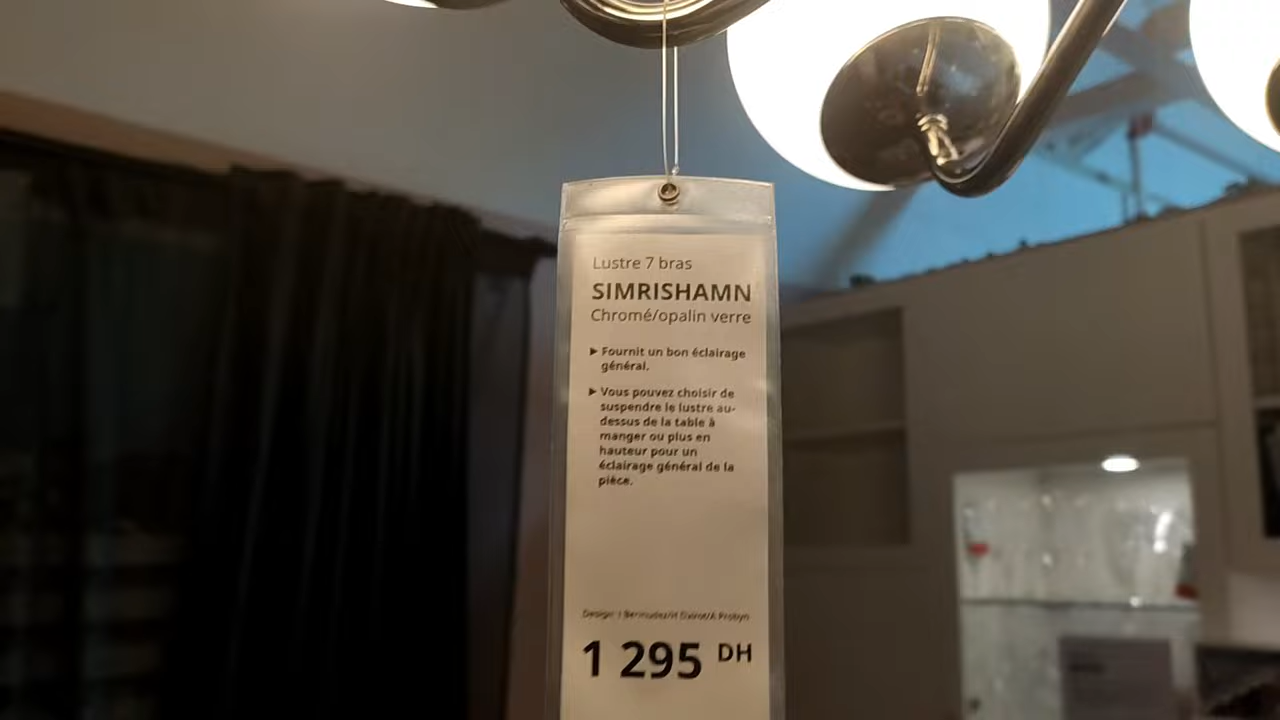 Lustre 7 bras
SIMRISHAMN
Chromé/opalin verre
► Fournit un bon éclairage
général.
► Vous pouvez choisir de
suspendre le lustre au-
dessus de la table à
manger ou plus en
hauteur pour un
éclairage général de la
pièce.
Design
1 295 DH